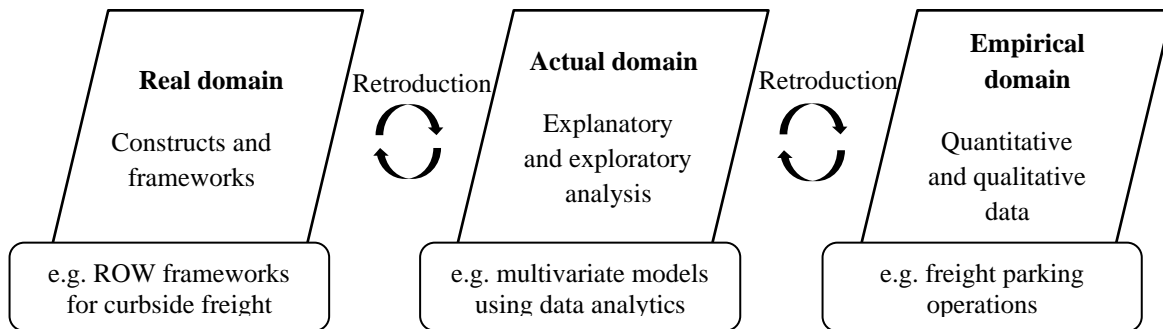 Real domain
Constructs and
frameworks
e.g. ROW frameworks
for curbside freight
Retroduction
Actual domain
Explanatory
and exploratory
analysis
e.g. multivariate models
using data analytics
Retroduction
Empirical
domain
Quantitative
and qualitative
data
e.g. freight parking
operations